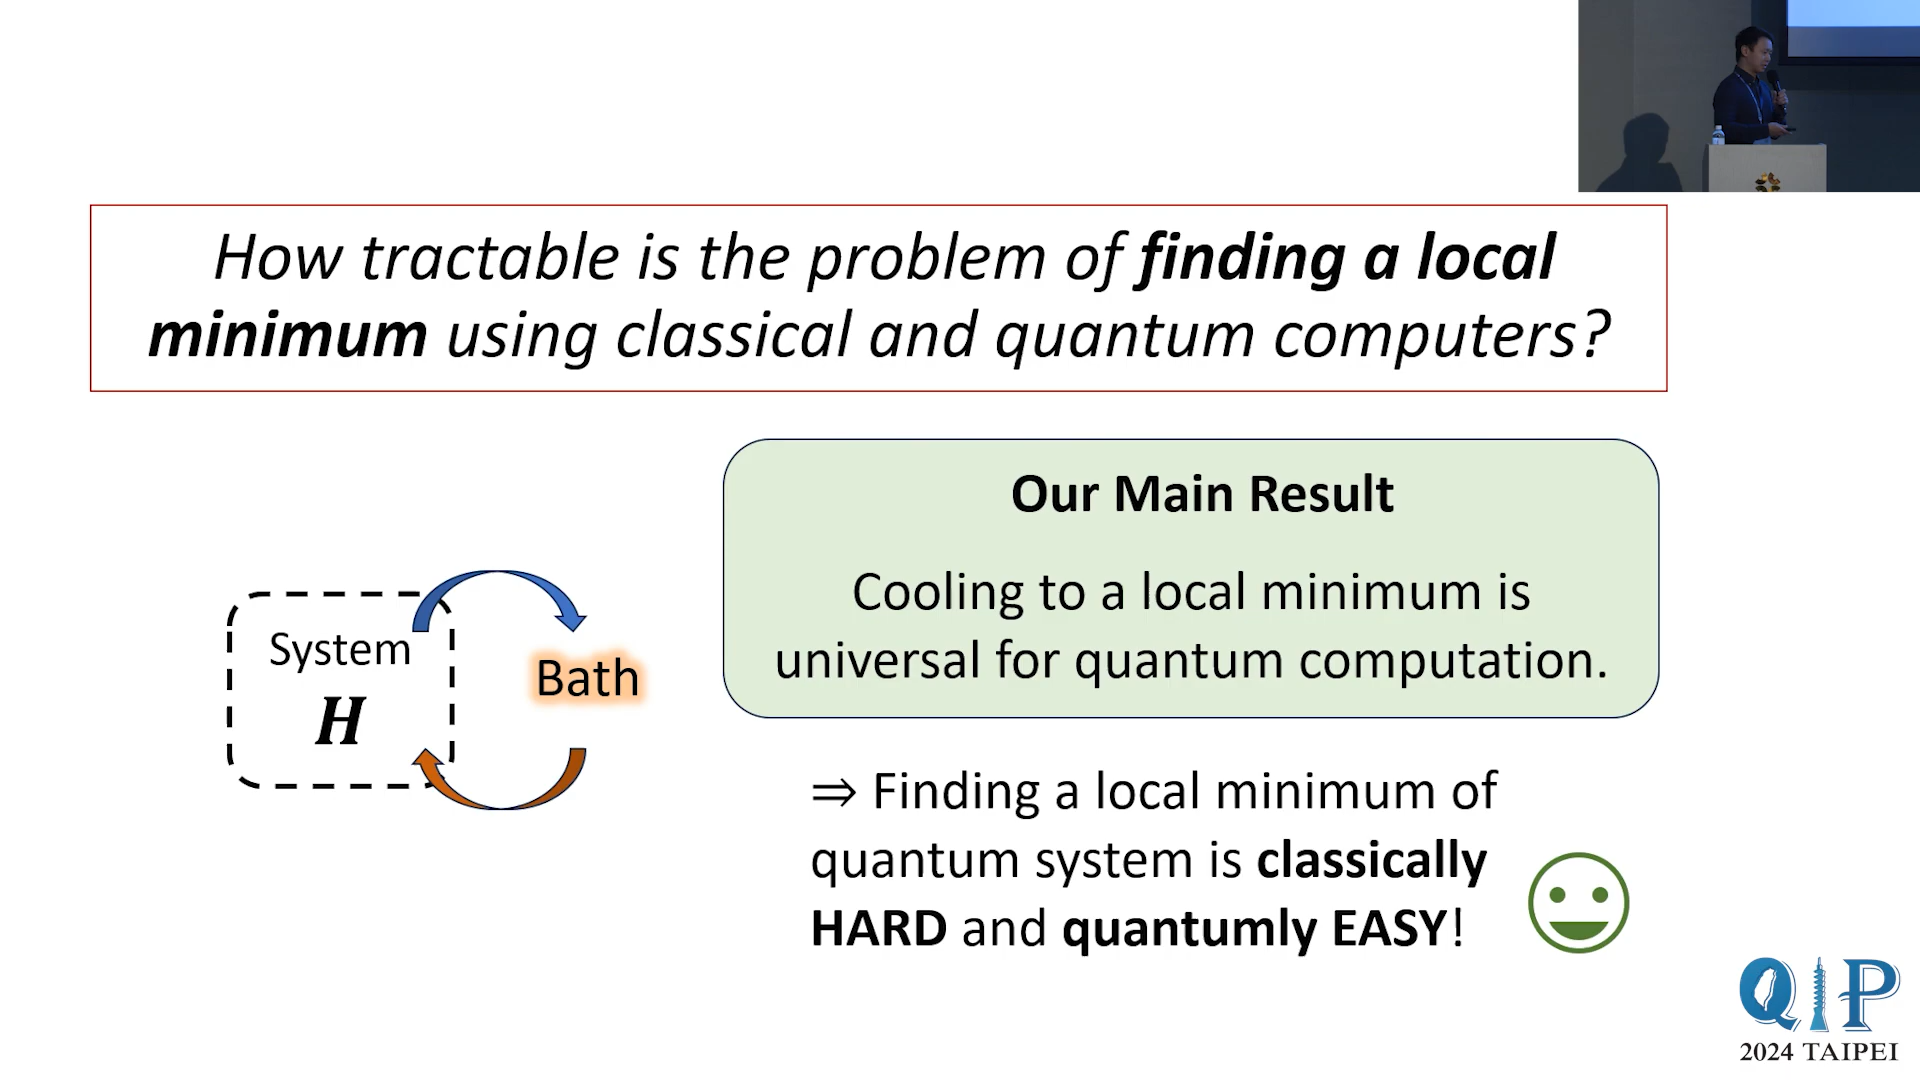 How tractable is the problem of finding a local
minimum using classical and quantum computers?
Our Main Result
Cooling to a local minimum is
universal for quantum computation.
System
H
Bath
⇒ Finding a local minimum of
quantum system is classically
HARD and quantumly EASY!
QIP
2024 TAIPEI